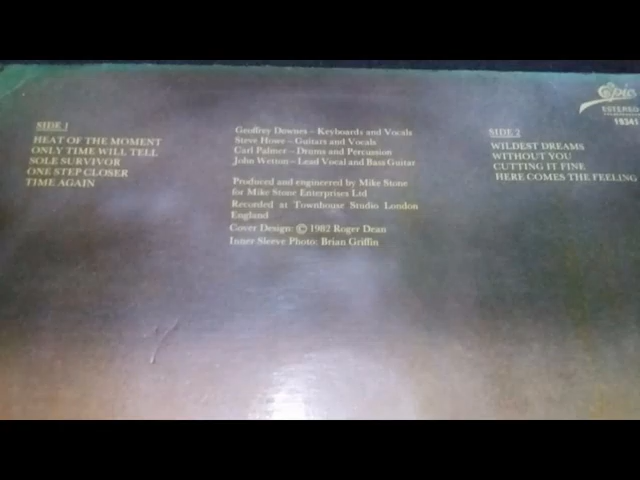 SIDE 1
HEAT OF THE MOMENT
ONLY TIME WILL TELL
SOLE SURVIVOR
ONE STEP CLOSER
TIME AGAIN
Geoffrey Downes – Keyboards and Vocals
Steve Howe – Guitars and Vocals
Carl Palmer – Drums and Percussion
John Wetton – Lead Vocal and Bass Guitar
Produced and engineered by Mike Stone
for Mike Stone Enterprises Ltd
Recorded at Townhouse Studio London
England
Cover Design: © 1982 Roger Dean
Inner Sleeve Photo: Brian Griffin
Epic
ESTEREO
SIDE 2
WILDEST DREAMS
WITHOUT YOU
CUTTING IT FINE
HERE COMES THE FEELING